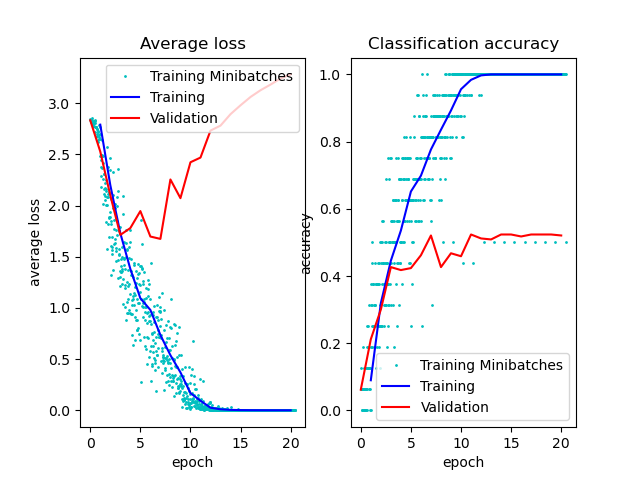 Average loss
Training Minibatches
Training
Validation
3.0
2.5
2.0
1.5
1.0
0.5
0.0
average loss
0
5
10
15
20
epoch
Classification accuracy
1.0
0.8
0.6
0.4
0.2
0.0
accuracy
Training Minibatches
Training
Validation
0
5
10
15
20
epoch